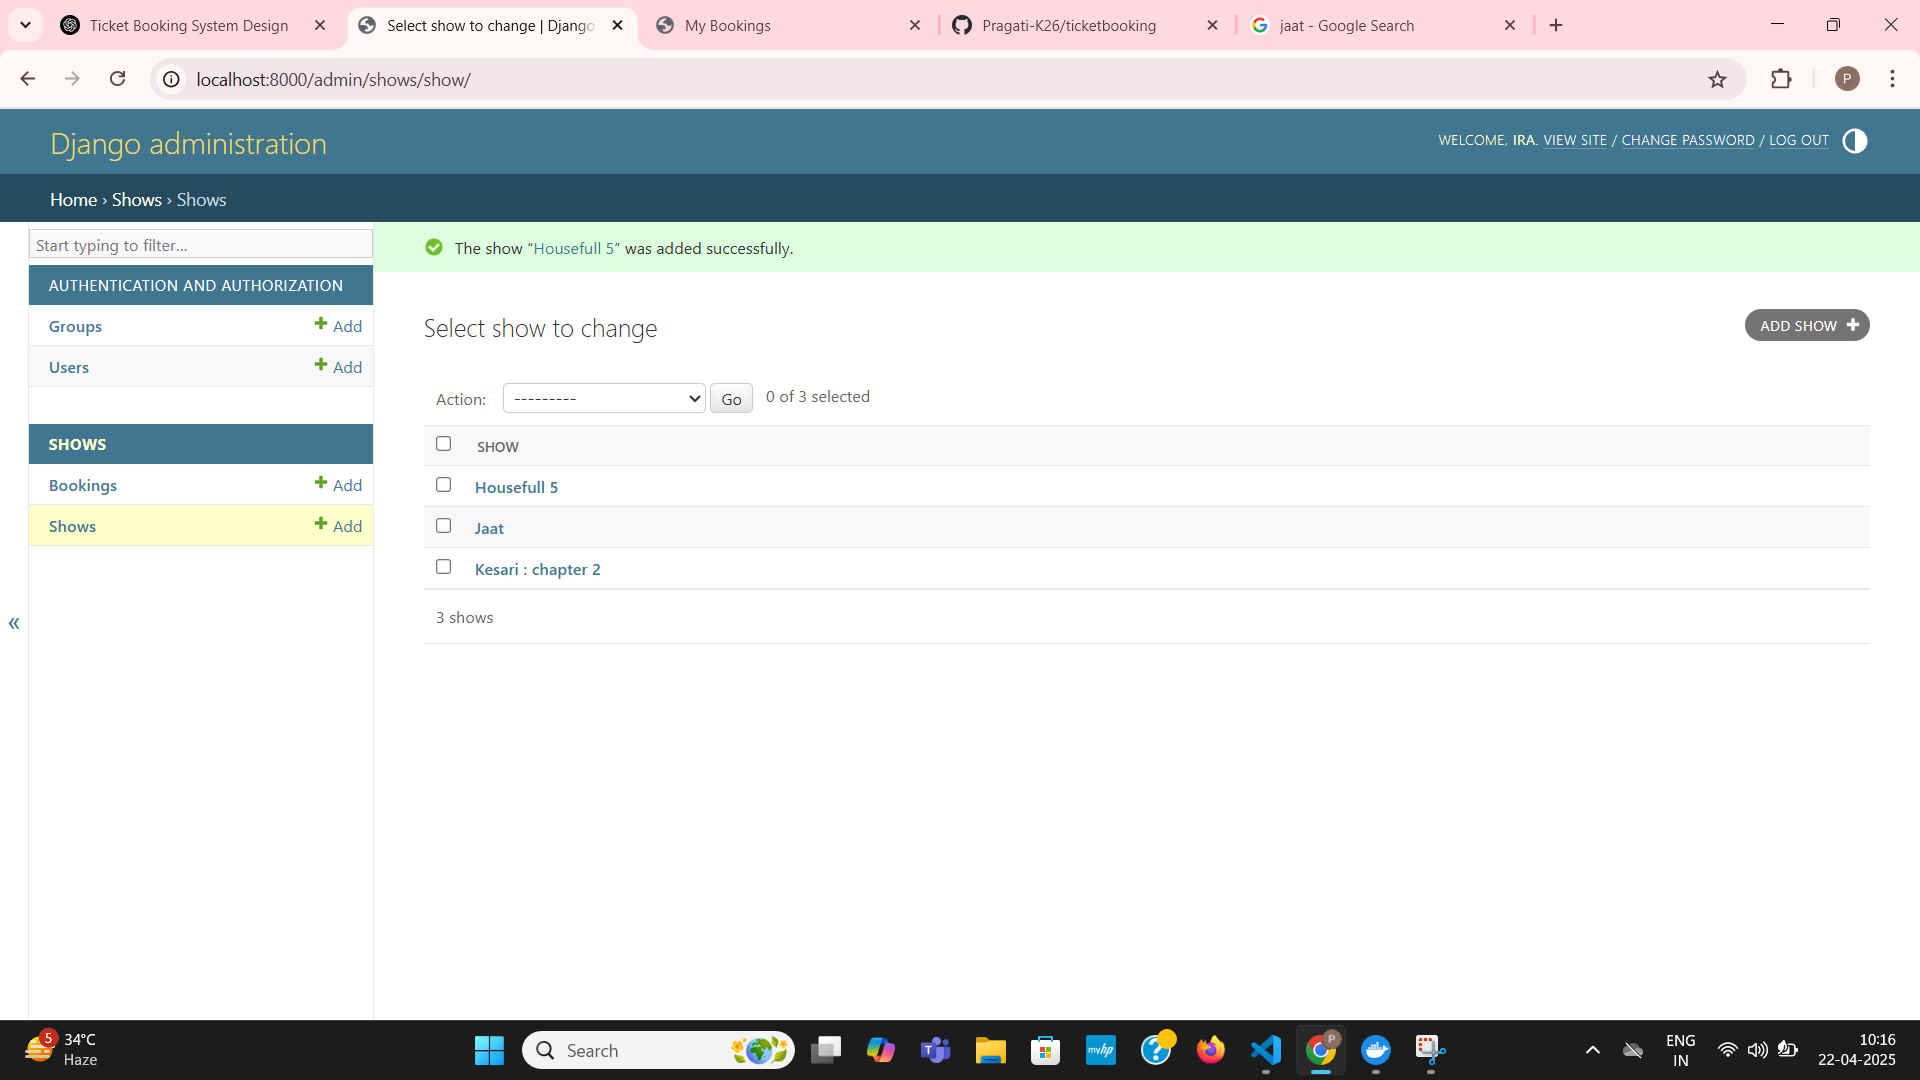 Ticket Booking System Design
Select show to change | Django
My Bookings
Pragati-K26/ticketbooking
jaat - Google Search
localhost:8000/admin/shows/show/
P
Django administration
WELCOME, IRA. VIEW SITE / CHANGE PASSWORD / LOG OUT
Home › Shows › Shows
Start typing to filter...
The show “Housefull 5” was added successfully.
AUTHENTICATION AND AUTHORIZATION
Groups Add
Users Add
SHOWS
Bookings Add
Shows Add
«
Select show to change
ADD SHOW
Action: --------- Go 0 of 3 selected
SHOW
Housefull 5
Jaat
Kesari : chapter 2
3 shows
5
34°C
Haze
Search
T
myhp
?
P
ENG
IN
10:16
22-04-2025